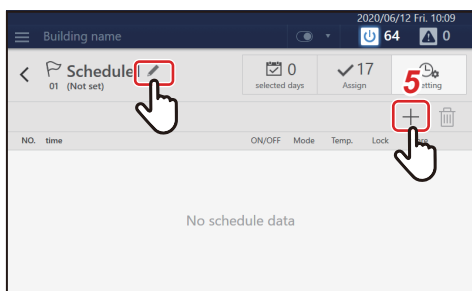 2020/06/12 Fri. 10:09
Building name 64 0
Schedule1 0 17
01 (Not set) selected days Assign 5 etting
NO. time ON/OFF Mode Temp. Lock
No schedule data